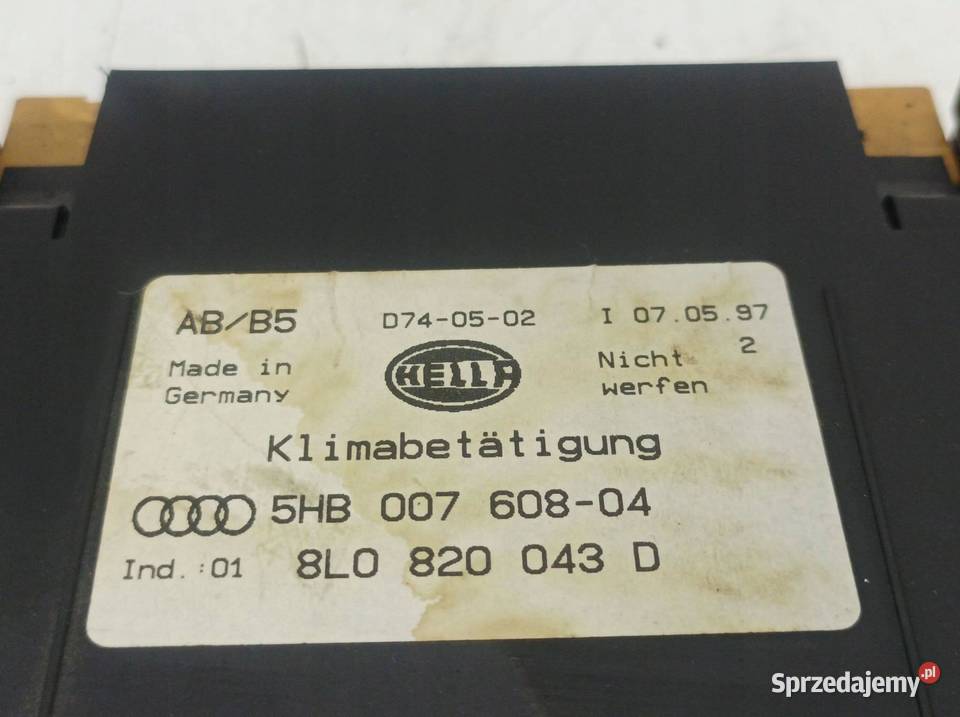 AB/B5 D74-05-02 I 07.05.97
Made in Germany
HELLA
Nicht 2
werfen
Klimabetätigung
5HB 007 608-04
Ind.:01 8L0 820 043 D
Sprzedajemy.pl